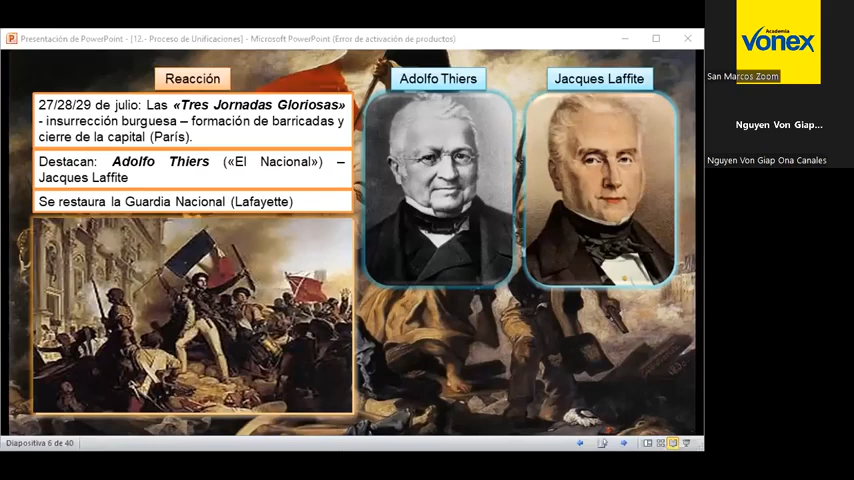 Presentación de PowerPoint - [12.- Proceso de Unificaciones] - Microsoft PowerPoint (Error de activación de productos)
Reacción
27/28/29 de julio: Las «Tres Jornadas Gloriosas»
- insurrección burguesa – formación de barricadas y
cierre de la capital (París).
Destacan: Adolfo Thiers («El Nacional») –
Jacques Laffite
Se restaura la Guardia Nacional (Lafayette)
Adolfo Thiers
Jacques Laffite
Diapositiva 6 de 40
Academia
VONEX
San Marcos Zoom
Nguyen Von Giap...
Nguyen Von Giap Ona Canales